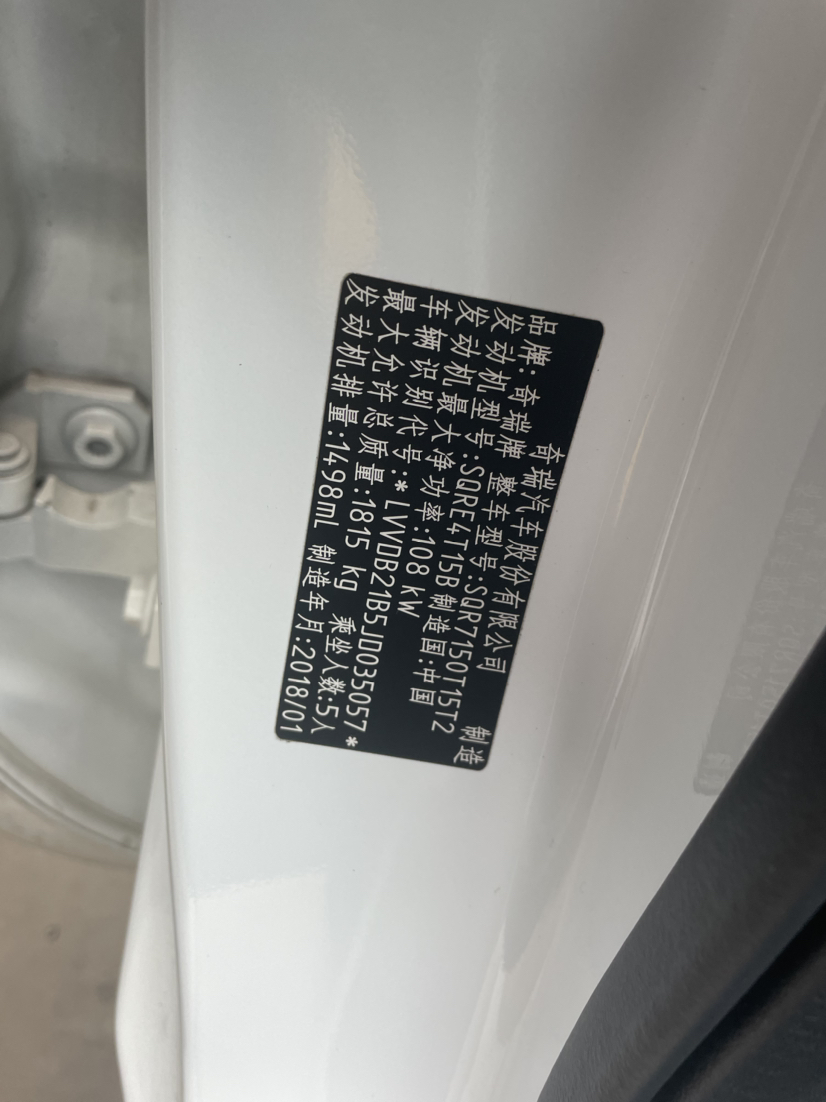 奇瑞汽车股份有限公司 制造
品牌:奇瑞牌 整车型号:SQR7150T15T2
发动机型号:SQRE4T15B 制造国:中国
发动机最大净功率:108 kW
车辆识别代号:*LVVDB21B5JD035057*
最大允许总质量:1815 kg 乘坐人数:5人
发动机排量:1498mL 制造年月:2018/01